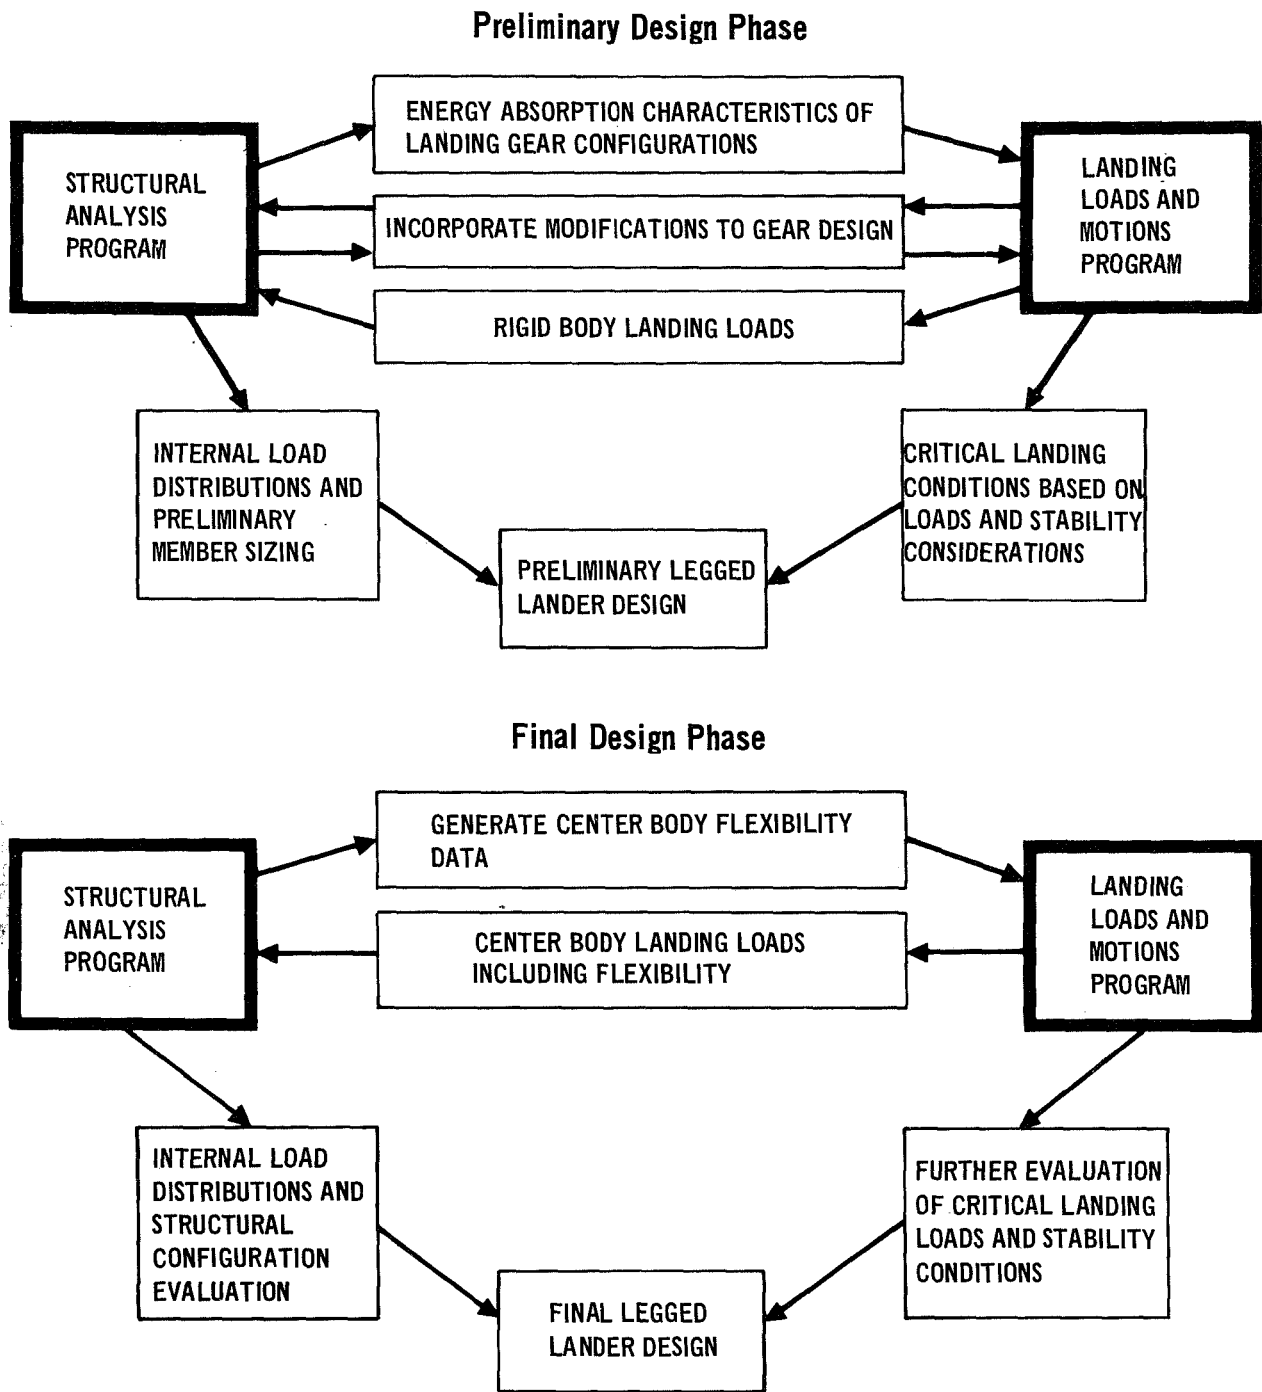 Preliminary Design Phase
ENERGY ABSORPTION CHARACTERISTICS OF
LANDING GEAR CONFIGURATIONS
STRUCTURAL
ANALYSIS
PROGRAM
LANDING
LOADS AND
MOTIONS
PROGRAM
INCORPORATE MODIFICATIONS TO GEAR DESIGN
RIGID BODY LANDING LOADS
INTERNAL LOAD
DISTRIBUTIONS AND
PRELIMINARY
MEMBER SIZING
CRITICAL LANDING
CONDITIONS BASED ON
LOADS AND STABILITY
CONSIDERATIONS
PRELIMINARY LEGGED
LANDER DESIGN
Final Design Phase
GENERATE CENTER BODY FLEXIBILITY
DATA
STRUCTURAL
ANALYSIS
PROGRAM
LANDING
LOADS AND
MOTIONS
PROGRAM
CENTER BODY LANDING LOADS
INCLUDING FLEXIBILITY
INTERNAL LOAD
DISTRIBUTIONS AND
STRUCTURAL
CONFIGURATION
EVALUATION
FURTHER EVALUATION
OF CRITICAL LANDING
LOADS AND STABILITY
CONDITIONS
FINAL LEGGED
LANDER DESIGN